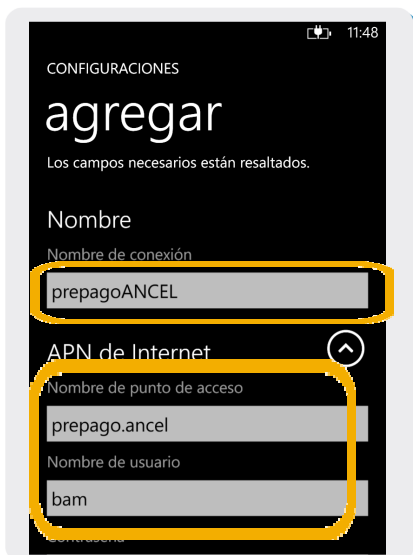 11:48
CONFIGURACIONES
agregar
Los campos necesarios están resaltados.
Nombre
Nombre de conexión
prepagoANCEL
APN de Internet
Nombre de punto de acceso
prepago.ancel
Nombre de usuario
bam
Contraseña